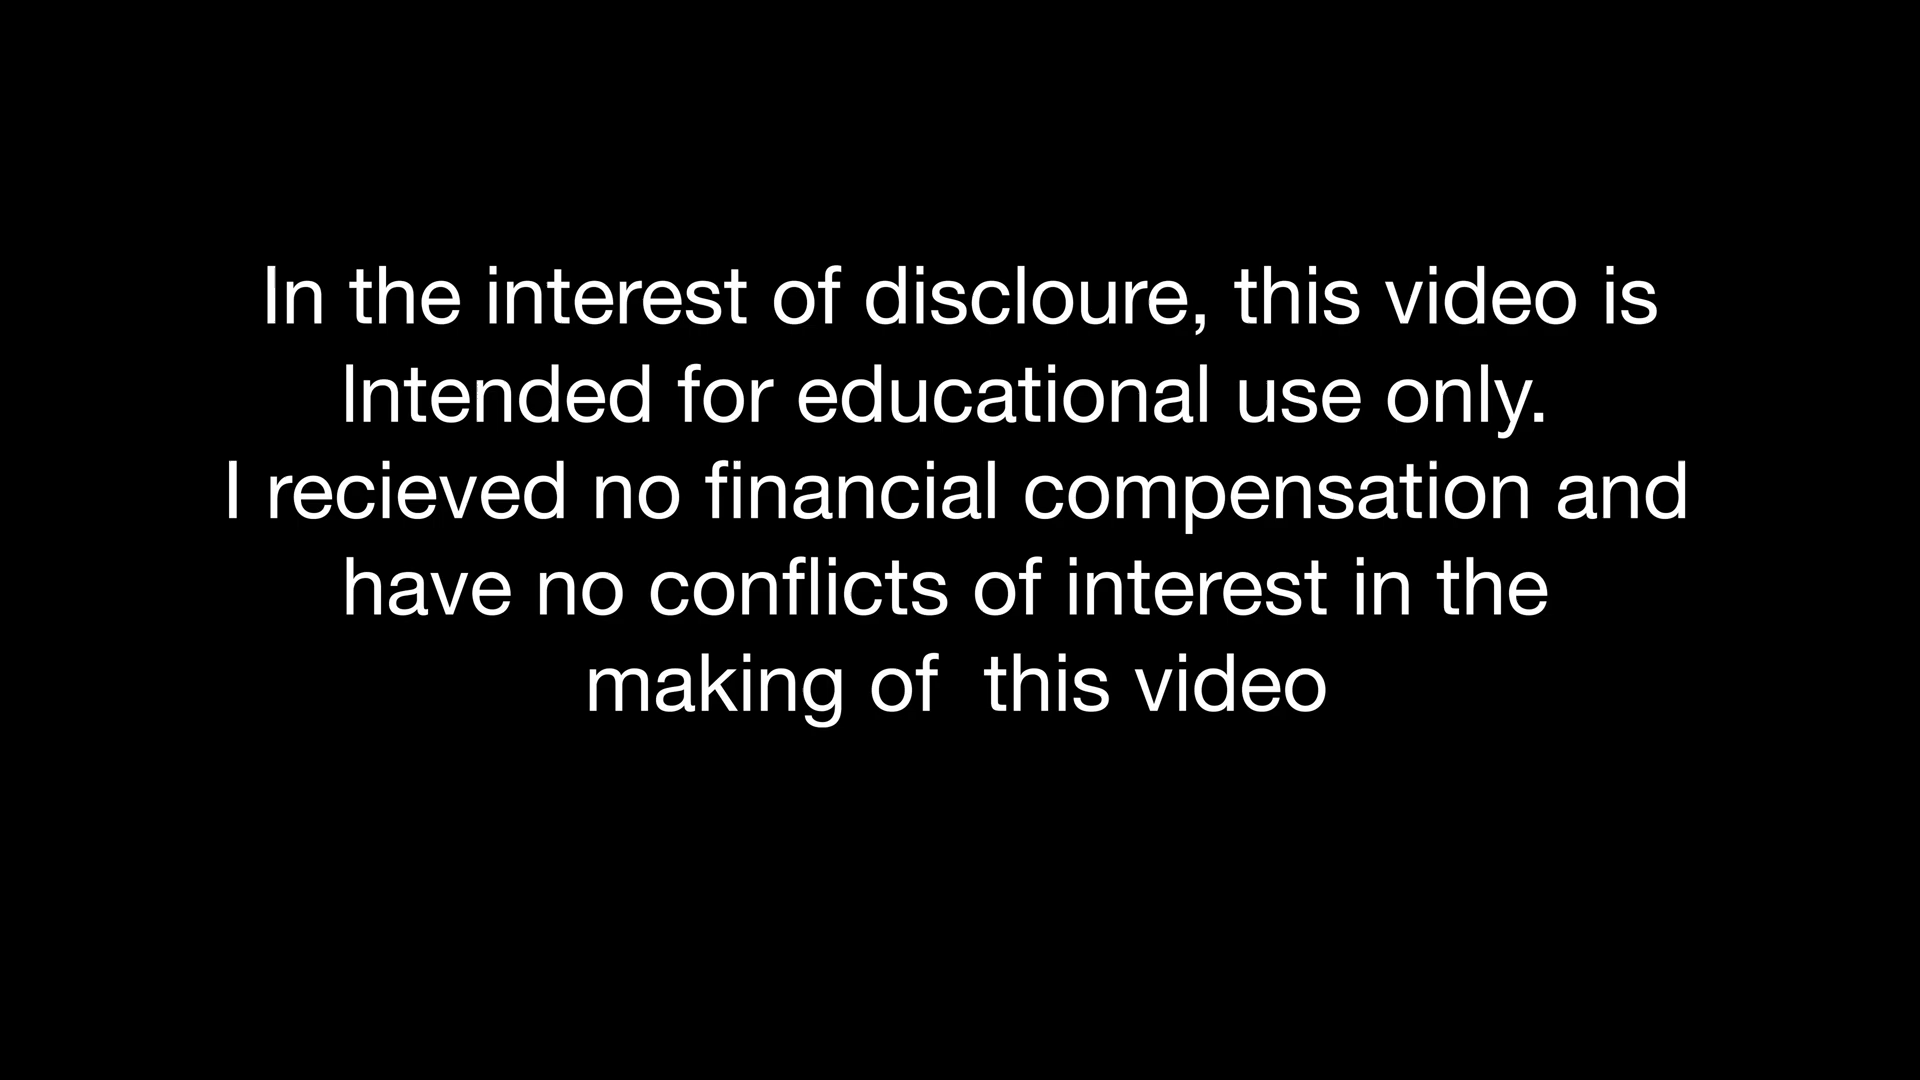 In the interest of discloure, this video is
Intended for educational use only.
I recieved no financial compensation and
have no conflicts of interest in the
making of  this video